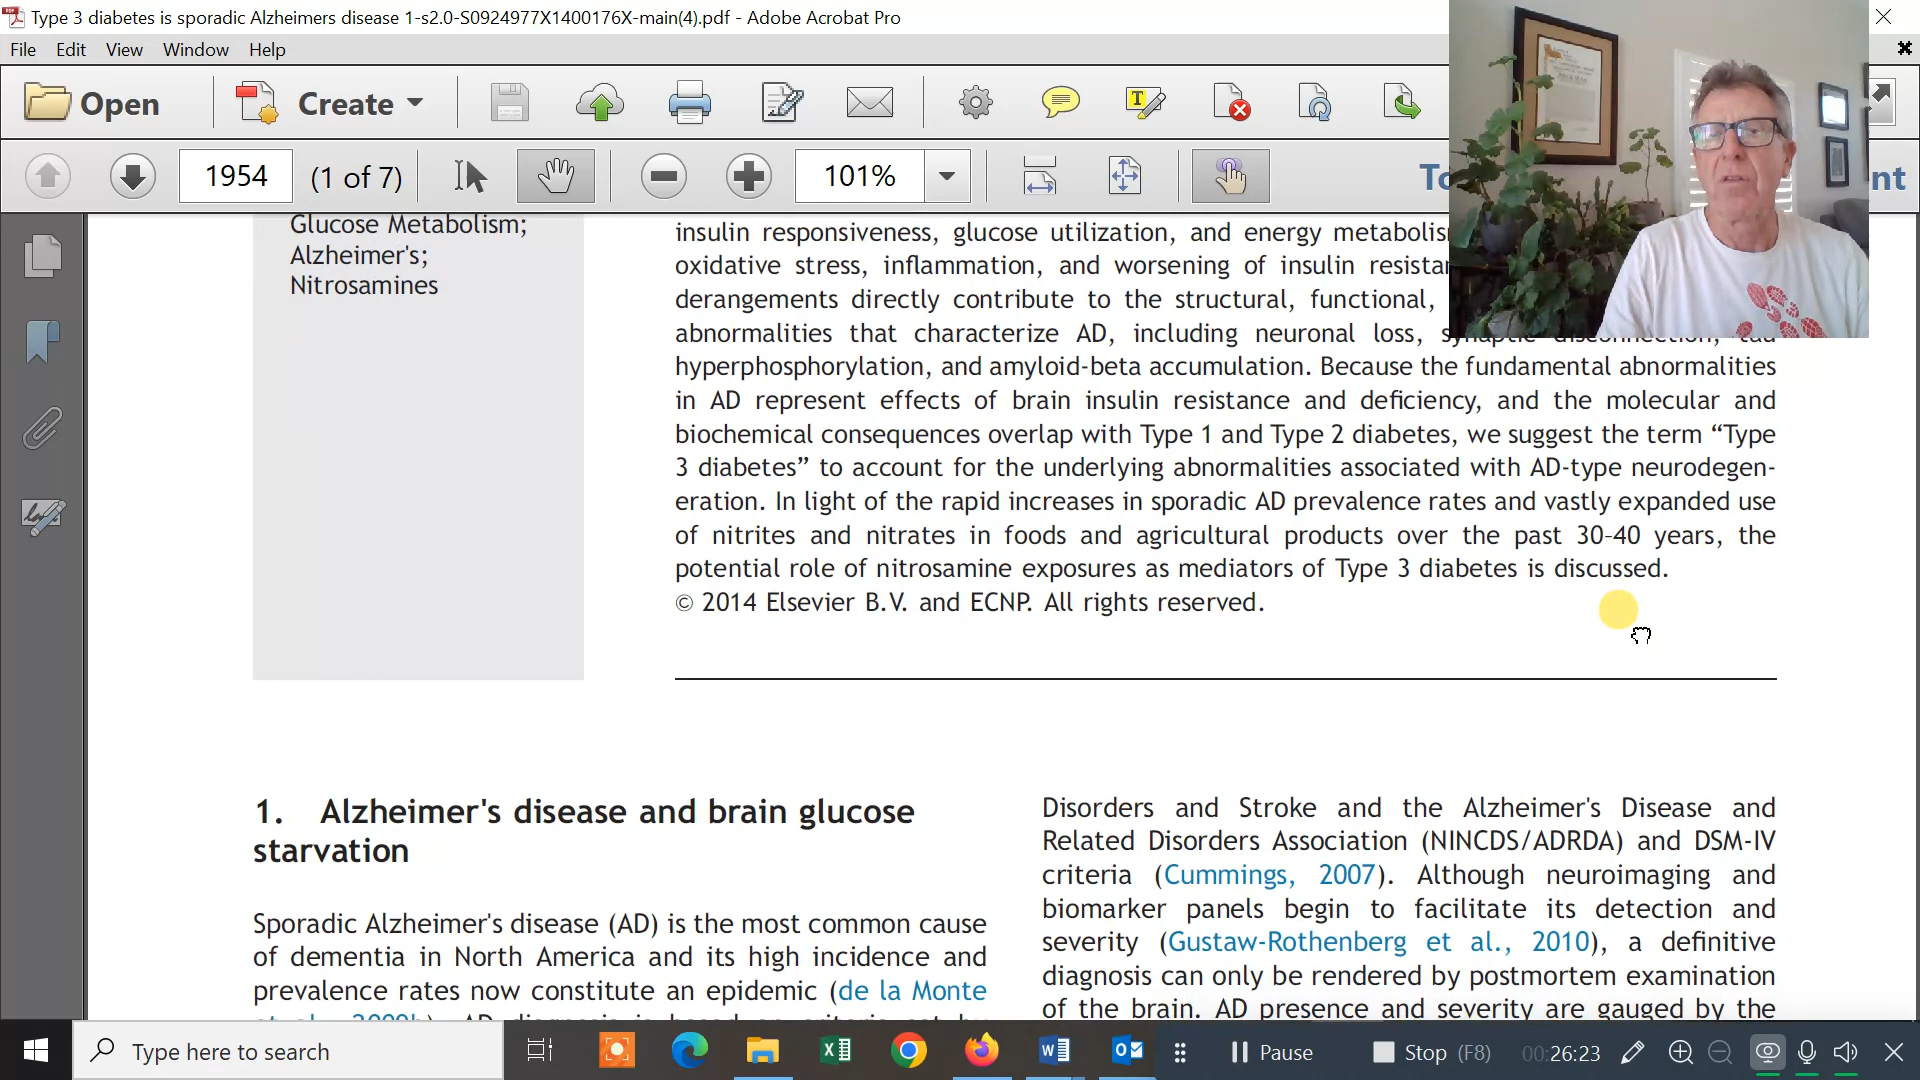 Type 3 diabetes is sporadic Alzheimers disease 1-s2.0-S0924977X1400176X-main(4).pdf - Adobe Acrobat Pro
File Edit View Window Help
Open Create
1954 (1 of 7) 101%
Glucose Metabolism;
Alzheimer's;
Nitrosamines
insulin responsiveness, glucose utilization, and energy
oxidative stress, inflammation, and worsening of insulin
derangements directly contribute to the structural, functional,
abnormalities that characterize AD, including neuronal loss, synaptic disconnection, tau
hyperphosphorylation, and amyloid-beta accumulation. Because the fundamental abnormalities
in AD represent effects of brain insulin resistance and deficiency, and the molecular and
biochemical consequences overlap with Type 1 and Type 2 diabetes, we suggest the term “Type
3 diabetes” to account for the underlying abnormalities associated with AD-type neurodegen-
eration. In light of the rapid increases in sporadic AD prevalence rates and vastly expanded use
of nitrites and nitrates in foods and agricultural products over the past 30-40 years, the
potential role of nitrosamine exposures as mediators of Type 3 diabetes is discussed.
© 2014 Elsevier B.V. and ECNP. All rights reserved.
1. Alzheimer's disease and brain glucose
starvation
Sporadic Alzheimer's disease (AD) is the most common cause
of dementia in North America and its high incidence and
prevalence rates now constitute an epidemic (de la Monte
Disorders and Stroke and the Alzheimer's Disease and
Related Disorders Association (NINCDS/ADRDA) and DSM-IV
criteria (Cummings, 2007). Although neuroimaging and
biomarker panels begin to facilitate its detection and
severity (Gustaw-Rothenberg et al., 2010), a definitive
diagnosis can only be rendered by postmortem examination
of the brain. AD presence and severity are gauged by the
Type here to search
Pause Stop (F8) 00:26:23